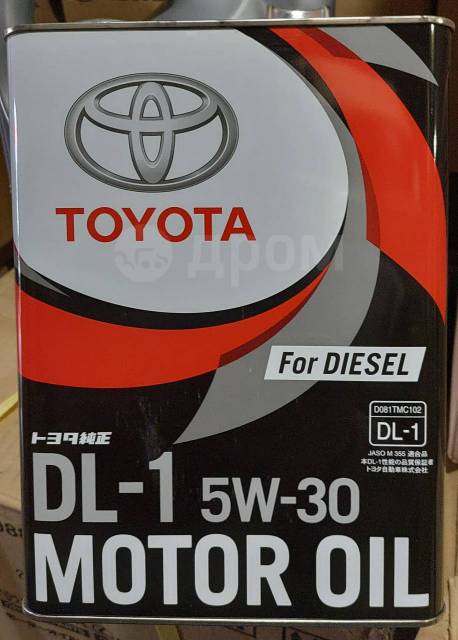 TOYOTA
дром
For DIESEL
D081TMC102
DL-1
JASO M 355 適合品
本DL-1性能の品質保証者
トヨタ自動車株式会社
トヨタ純正
DL-1 5W-30
MOTOR OIL